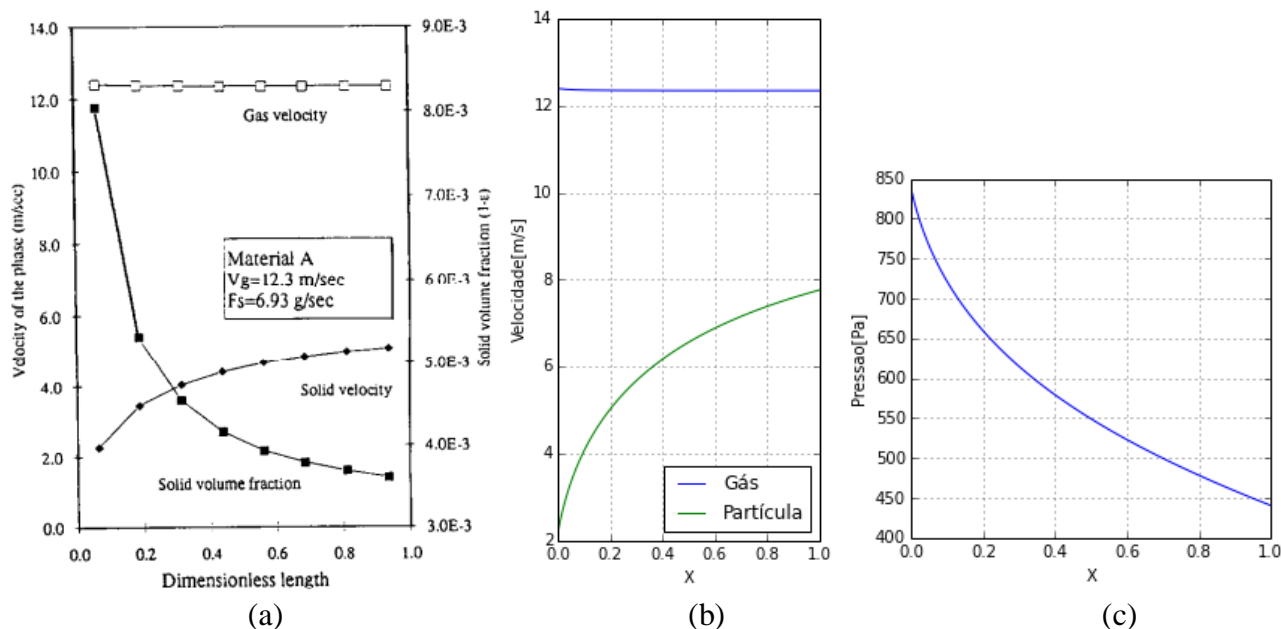 14.0
12.0
10.0
8.0
6.0
4.0
2.0
0.0
Velocity of the phase (m/sec)
Gas velocity
Material A
Vg=12.3 m/sec
Fs=6.93 g/sec
Solid velocity
Solid volume fraction
9.0E-3
8.0E-3
7.0E-3
6.0E-3
5.0E-3
4.0E-3
3.0E-3
Solid volume fraction (1-ε)
0.0 0.2 0.4 0.6 0.8 1.0
Dimensionless length
(a)
14
12
10
8
6
4
2
Velocidade[m/s]
Gás
Partícula
0.0 0.2 0.4 0.6 0.8 1.0
X
(b)
850
800
750
700
650
600
550
500
450
400
Pressao[Pa]
0.0 0.2 0.4 0.6 0.8 1.0
X
(c)